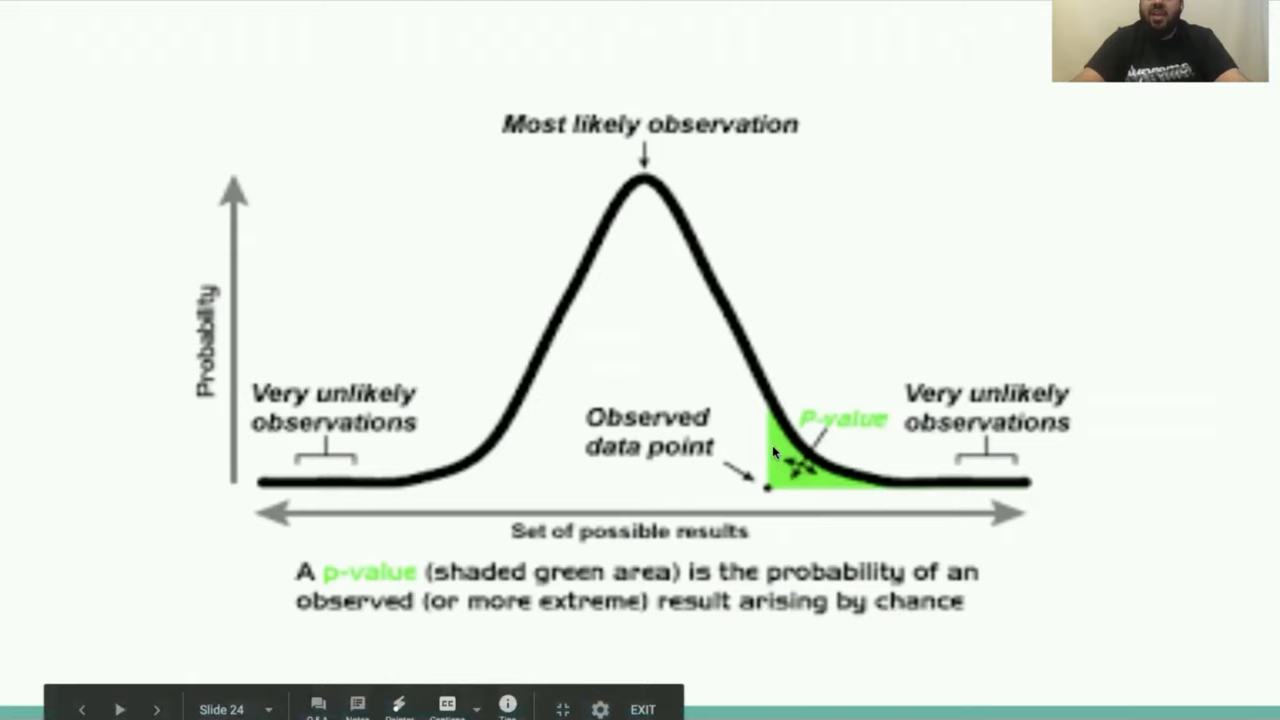 Most likely observation
Probability
Very unlikely
observations
Observed
data point
P-value
Very unlikely
observations
Set of possible results
A p-value (shaded green area) is the probability of an
observed (or more extreme) result arising by chance
Slide 24
CC
EXIT